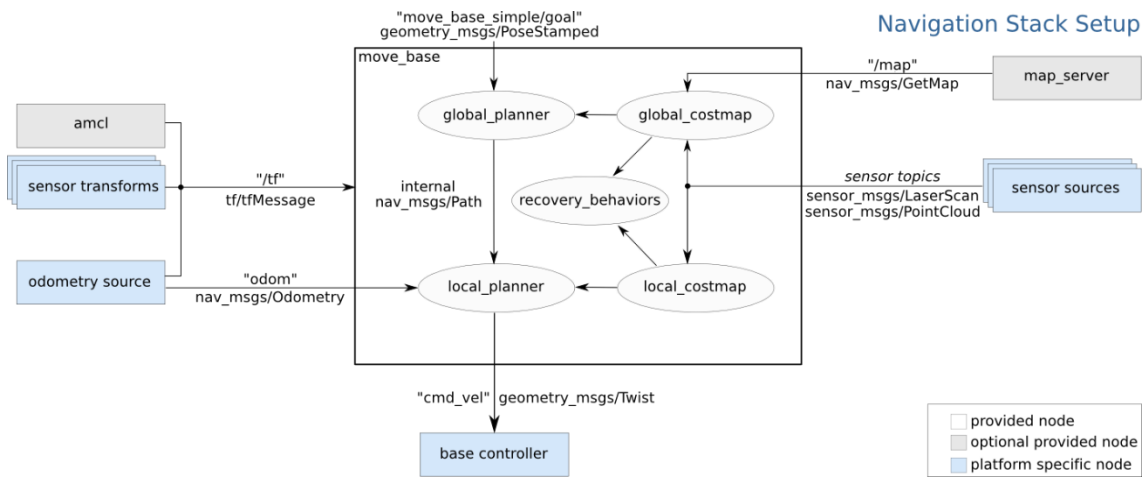 Navigation Stack Setup
"move_base_simple/goal"
geometry_msgs/PoseStamped
move_base
"/map"
nav_msgs/GetMap
map_server
amcl
global_planner
global_costmap
sensor transforms
"/tf"
tf/tfMessage
internal
nav_msgs/Path
recovery_behaviors
sensor topics
sensor_msgs/LaserScan
sensor_msgs/PointCloud
sensor sources
odometry source
"odom"
nav_msgs/Odometry
local_planner
local_costmap
"cmd_vel" geometry_msgs/Twist
base controller
provided node
optional provided node
platform specific node